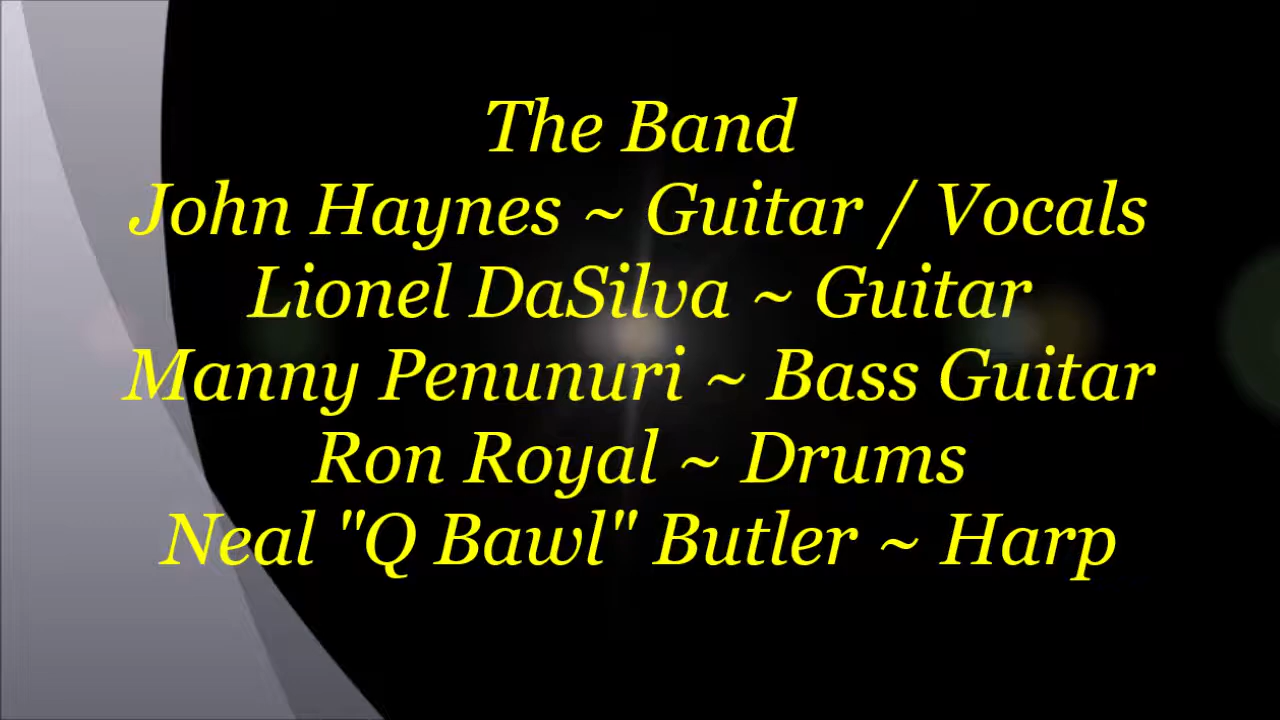 The Band
John Haynes ~ Guitar / Vocals
Lionel DaSilva ~ Guitar
Manny Penunuri ~ Bass Guitar
Ron Royal ~ Drums
Neal "Q Bawl" Butler ~ Harp